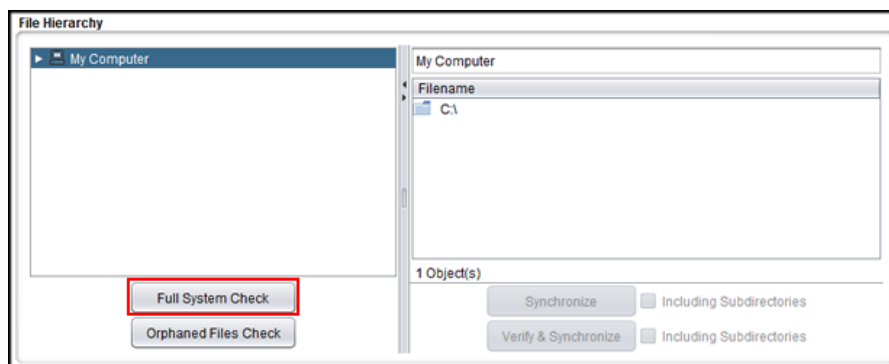 File Hierarchy
My Computer
My Computer
Filename
C:\
1 Object(s)
Full System Check
Synchronize
Including Subdirectories
Orphaned Files Check
Verify & Synchronize
Including Subdirectories